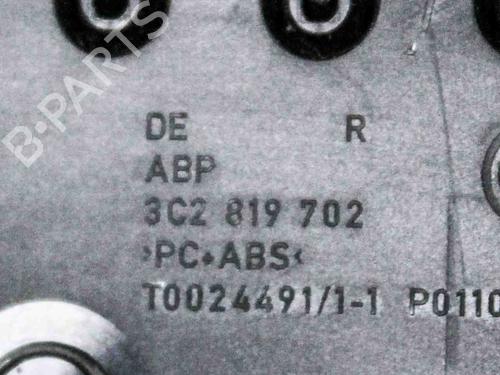 B·PARTS
DE R
ABP
3C2 819 702
>PC+ABS<
T0024491/1-1 P0110